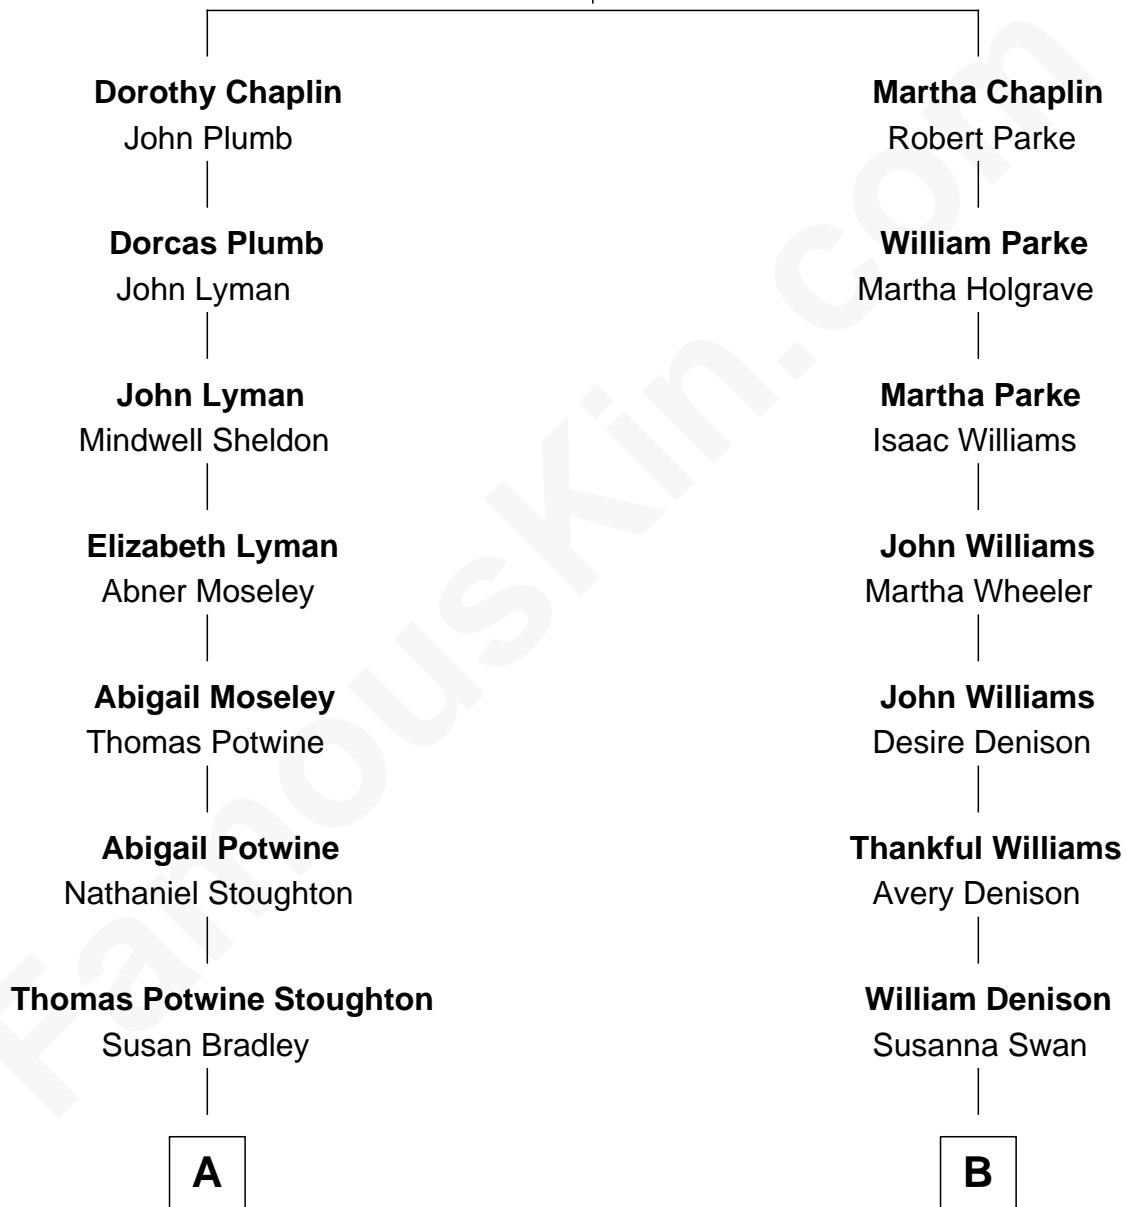 Dorothy Chaplin
John Plumb
Dorcas Plumb
John Lyman
John Lyman
Mindwell Sheldon
Elizabeth Lyman
Abner Moseley
Abigail Moseley
Thomas Potwine
Abigail Potwine
Nathaniel Stoughton
Thomas Potwine Stoughton
Susan Bradley
A
Martha Chaplin
Robert Parke
William Parke
Martha Holgrave
Martha Parke
Isaac Williams
John Williams
Martha Wheeler
John Williams
Desire Denison
Thankful Williams
Avery Denison
William Denison
Susanna Swan
B
FamousKin.com